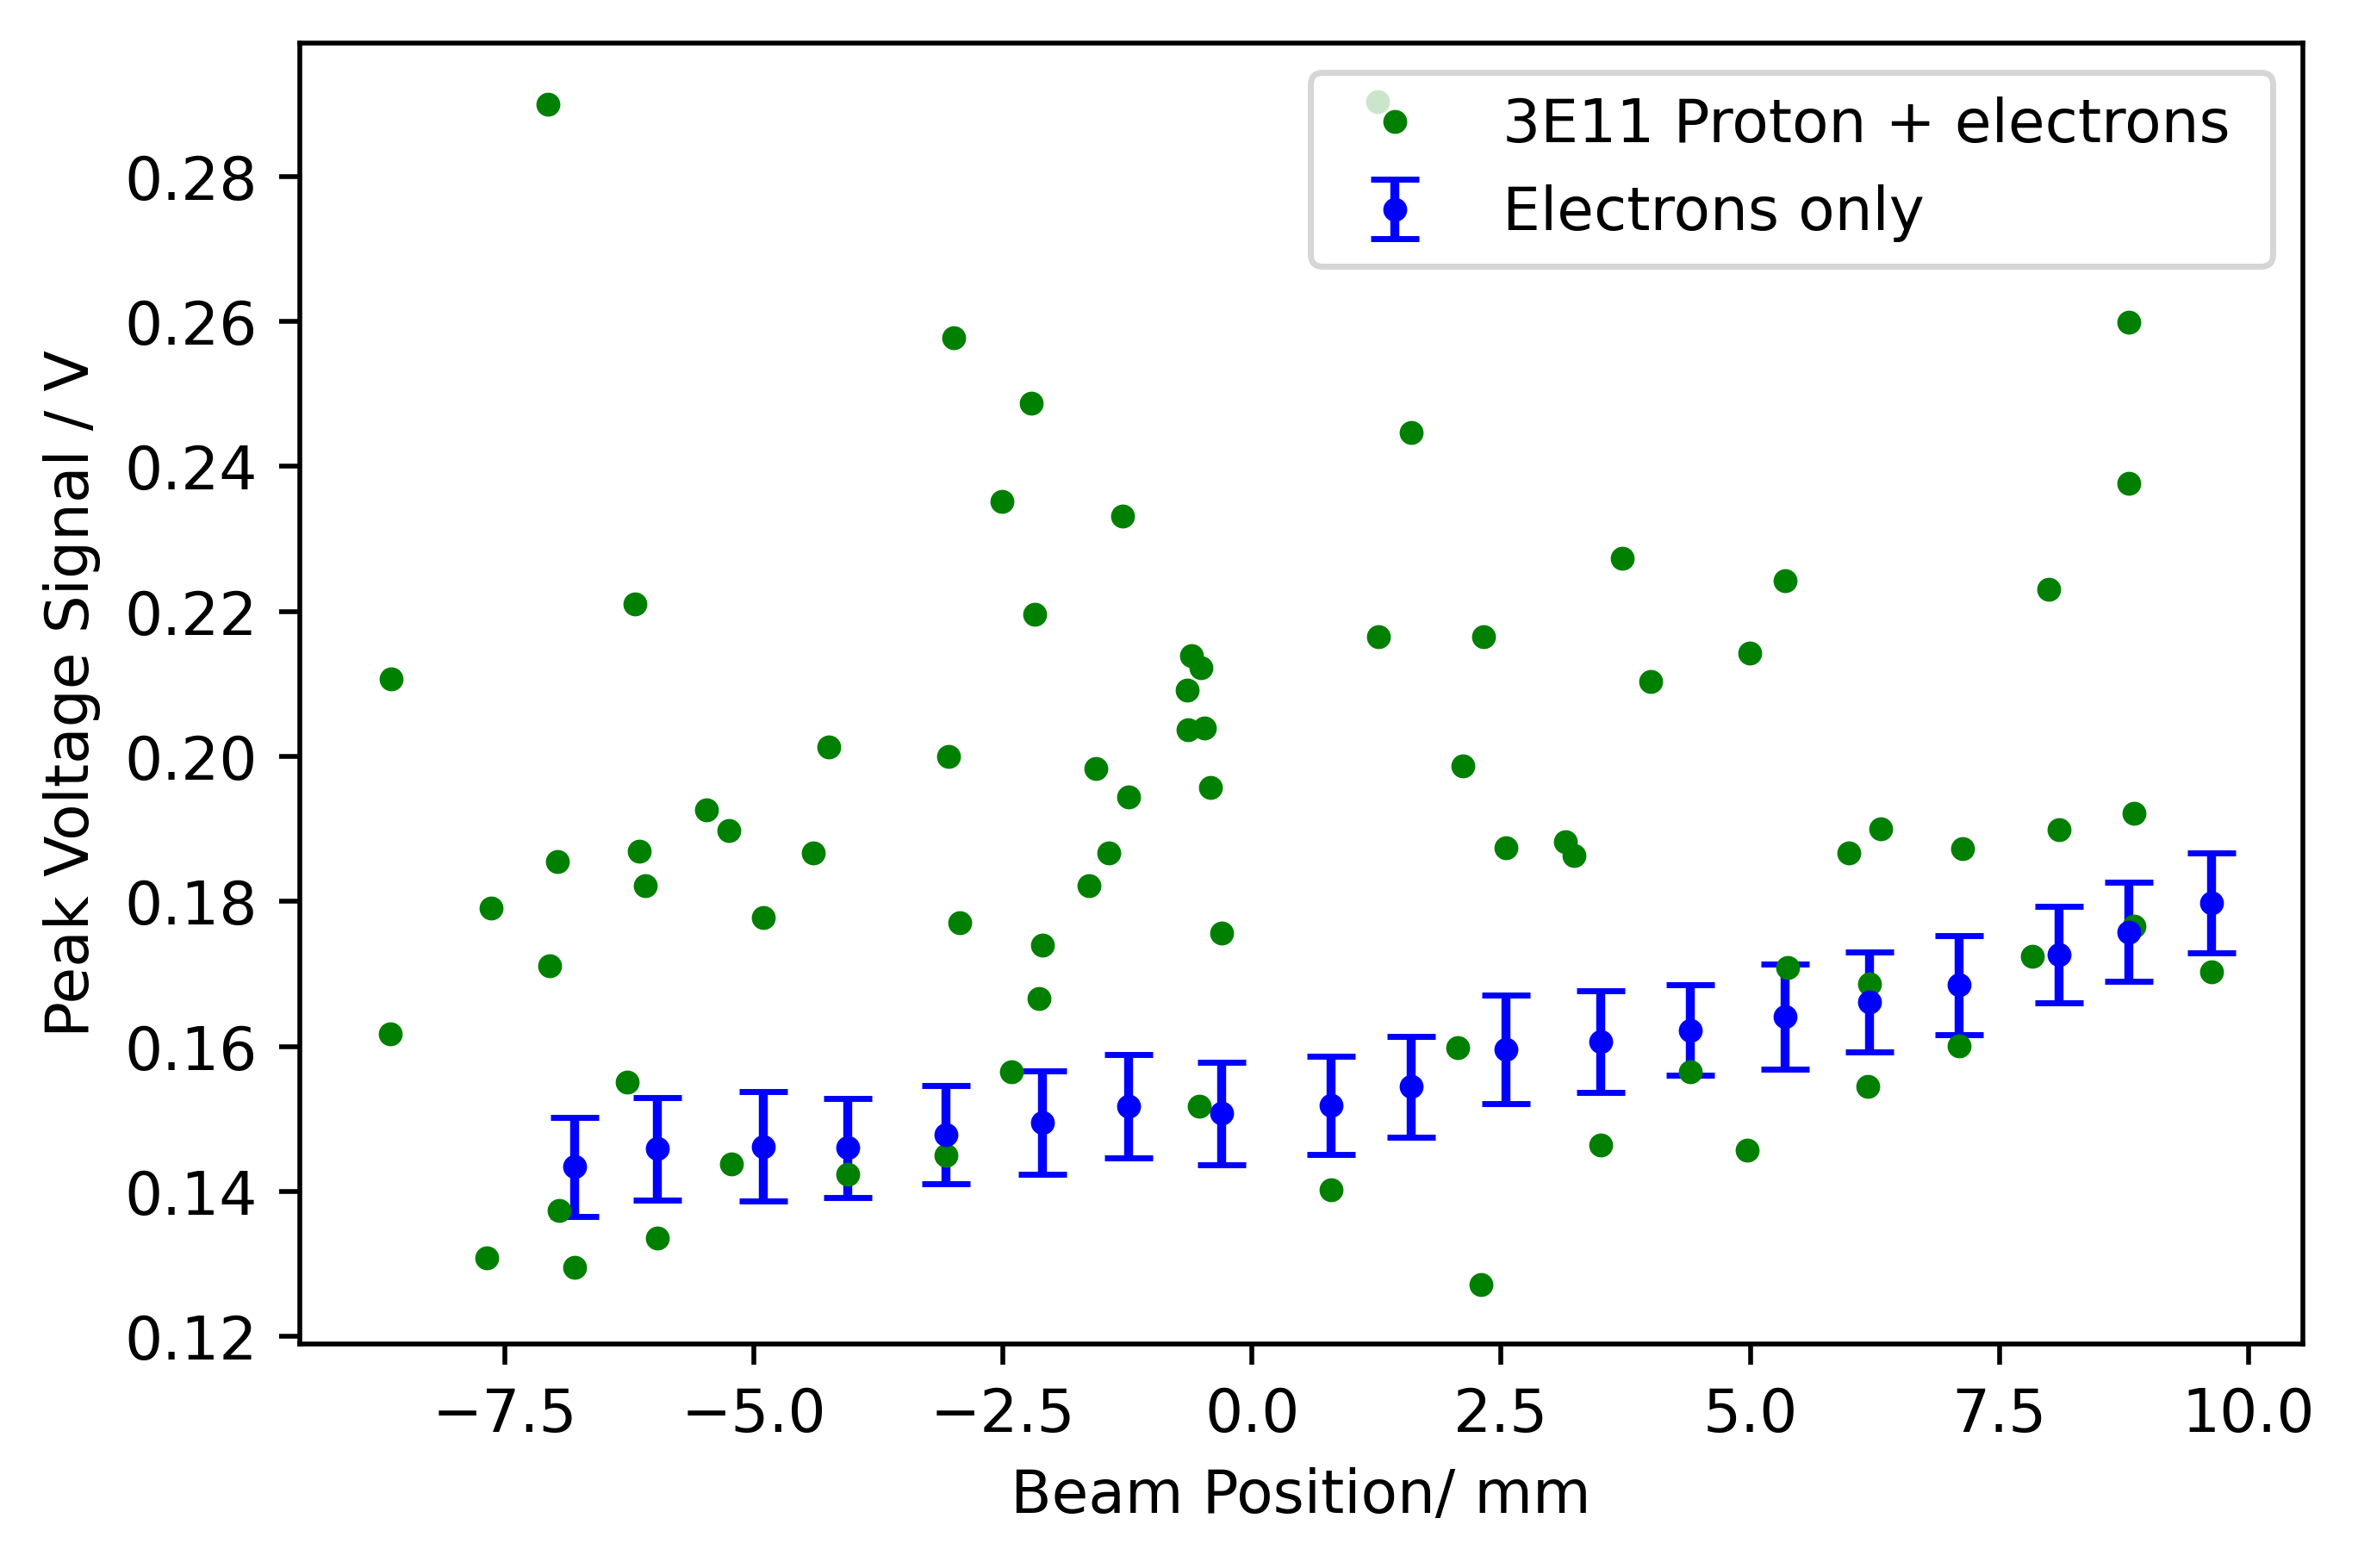 3E11 Proton + electrons
Electrons only
Peak Voltage Signal / V
0.28
0.26
0.24
0.22
0.20
0.18
0.16
0.14
0.12
−7.5 −5.0 −2.5 0.0 2.5 5.0 7.5 10.0
Beam Position/ mm